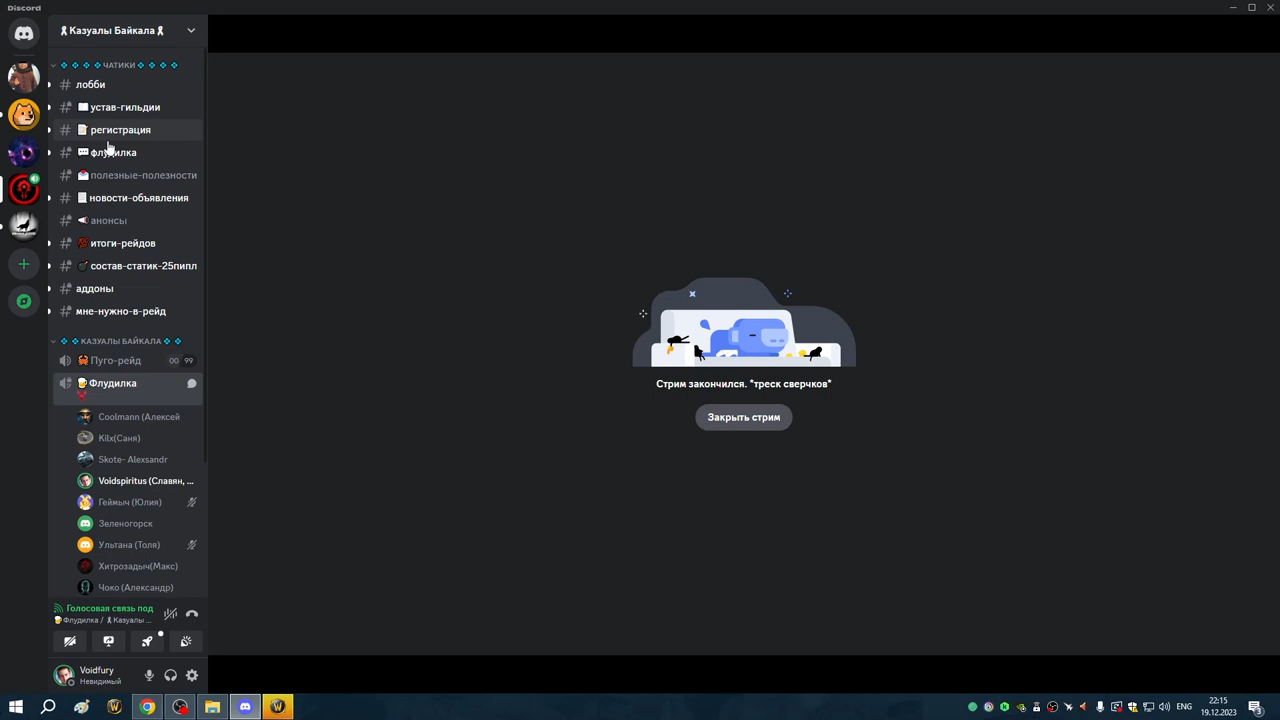 Discord
Казуалы Байкала
ЧАТИКИ
лобби
устав-гильдии
регистрация
флудилка
полезные-полезности
новости-объявления
анонсы
итоги-рейдов
состав-статик-25пипл
аддоны
мне-нужно-в-рейд
КАЗУАЛЫ БАЙКАЛА
Пуго-рейд 00 99
Флудилка
Coolmann (Алексей
Kilx(Саня)
Skote- Alexsandr
Voidspiritus (Славян, ...
Геймыч (Юлия)
Зеленогорск
Ультана (Толя)
Хитрозадыч(Макс)
Чоко (Александр)
Голосовая связь под
Флудилка / Казуалы ...
Voidfury
Невидимый
Стрим закончился. *треск сверчков*
Закрыть стрим
ENG
22:15
19.12.2023
3